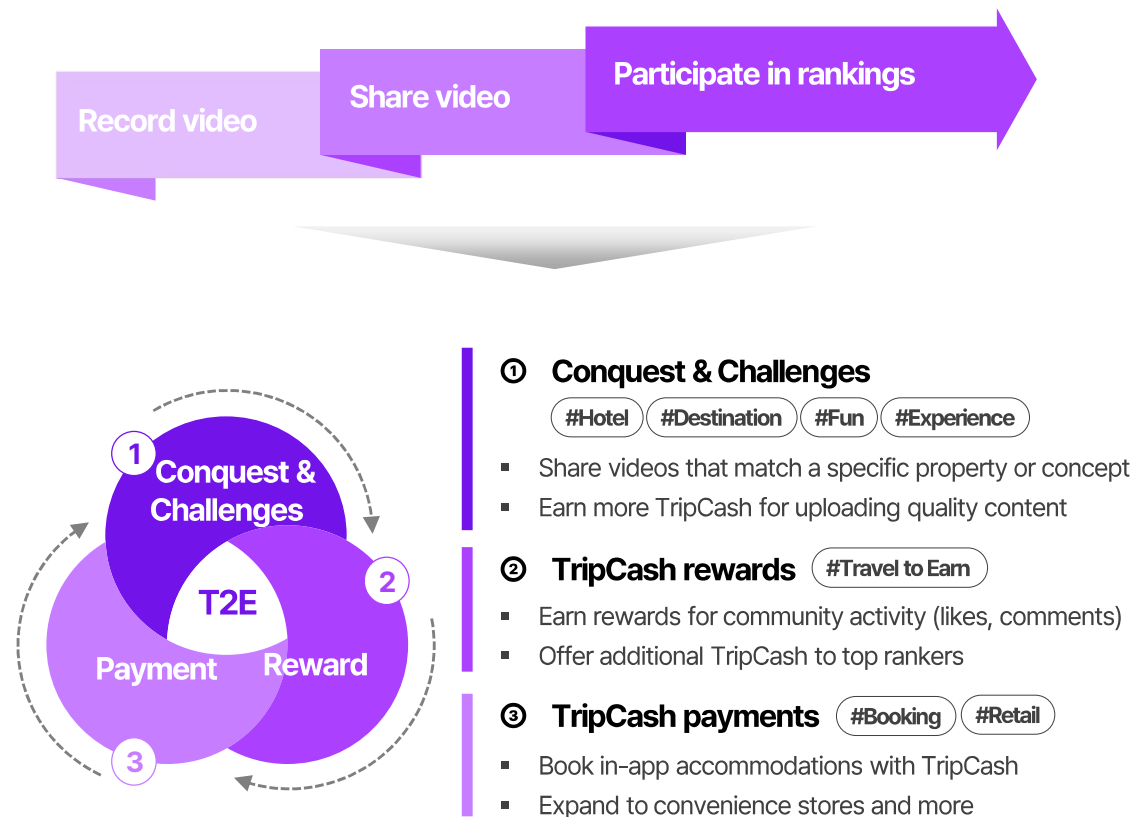 Record video
Share video
Participate in rankings
1
Conquest &
Challenges
2
T2E
Payment
Reward
3
1 Conquest & Challenges
#Hotel #Destination #Fun #Experience
▪ Share videos that match a specific property or concept
▪ Earn more TripCash for uploading quality content
2 TripCash rewards #Travel to Earn
▪ Earn rewards for community activity (likes, comments)
▪ Offer additional TripCash to top rankers
3 TripCash payments #Booking #Retail
▪ Book in-app accommodations with TripCash
▪ Expand to convenience stores and more